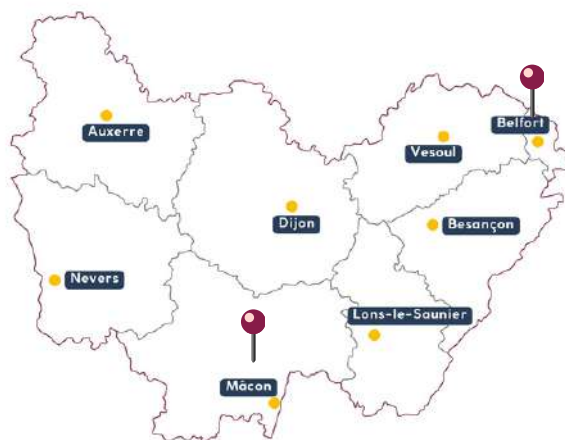 Auxerre
Belfort
Vesoul
Dijon
Besançon
Nevers
Lons-le-Saunier
Mâcon